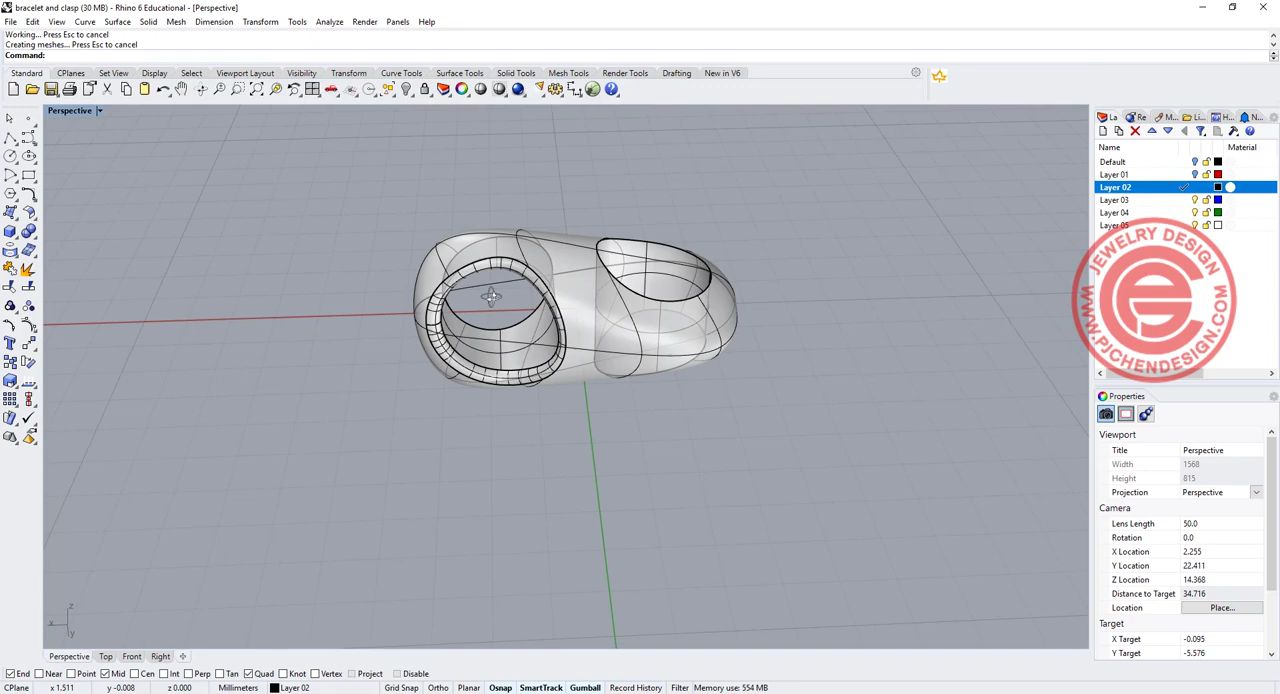 bracelet and clasp (30 MB) - Rhino 6 Educational - [Perspective]
File Edit View Curve Surface Solid Mesh Dimension Transform Tools Analyze Render Panels Help
Working... Press Esc to cancel
Creating meshes... Press Esc to cancel
Command:
Standard CPlanes Set View Display Select Viewport Layout Visibility Transform Curve Tools Surface Tools Solid Tools Mesh Tools Render Tools Drafting New in V6
Perspective
La Re M... Li... H... N...
Name Material
Default
Layer 01
Layer 02
Layer 03
Layer 04
Layer 05
JEWELRY DESIGN
WWW.PJCHENDESIGN.COM
Properties
Viewport
Title Perspective
Width 1568
Height 815
Projection Perspective
Camera
Lens Length 50.0
Rotation 0.0
X Location 2.255
Y Location 22.411
Z Location 14.368
Distance to Target 34.716
Location Place...
Target
X Target -0.095
Y Target -5.576
z
x
y
Perspective Top Front Right
End Near Point Mid Cen Int Perp Tan Quad Knot Vertex Project Disable
CPlane x 1.511 y -0.008 z 0.000 Millimeters Layer 02 Grid Snap Ortho Planar Osnap SmartTrack Gumball Record History Filter Memory use: 554 MB